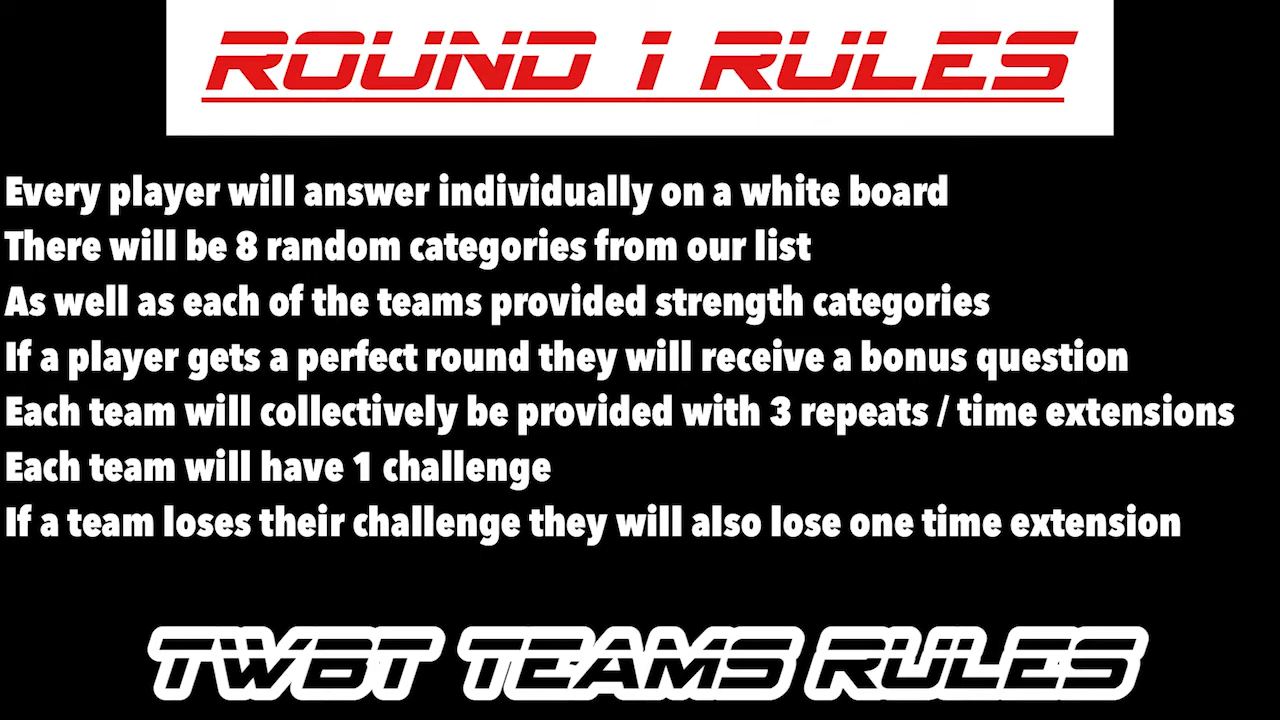 ROUND 1 RULES
Every player will answer individually on a white board
There will be 8 random categories from our list
As well as each of the teams provided strength categories
If a player gets a perfect round they will receive a bonus question
Each team will collectively be provided with 3 repeats / time extensions
Each team will have 1 challenge
If a team loses their challenge they will also lose one time extension
TWBT TEAMS RULES